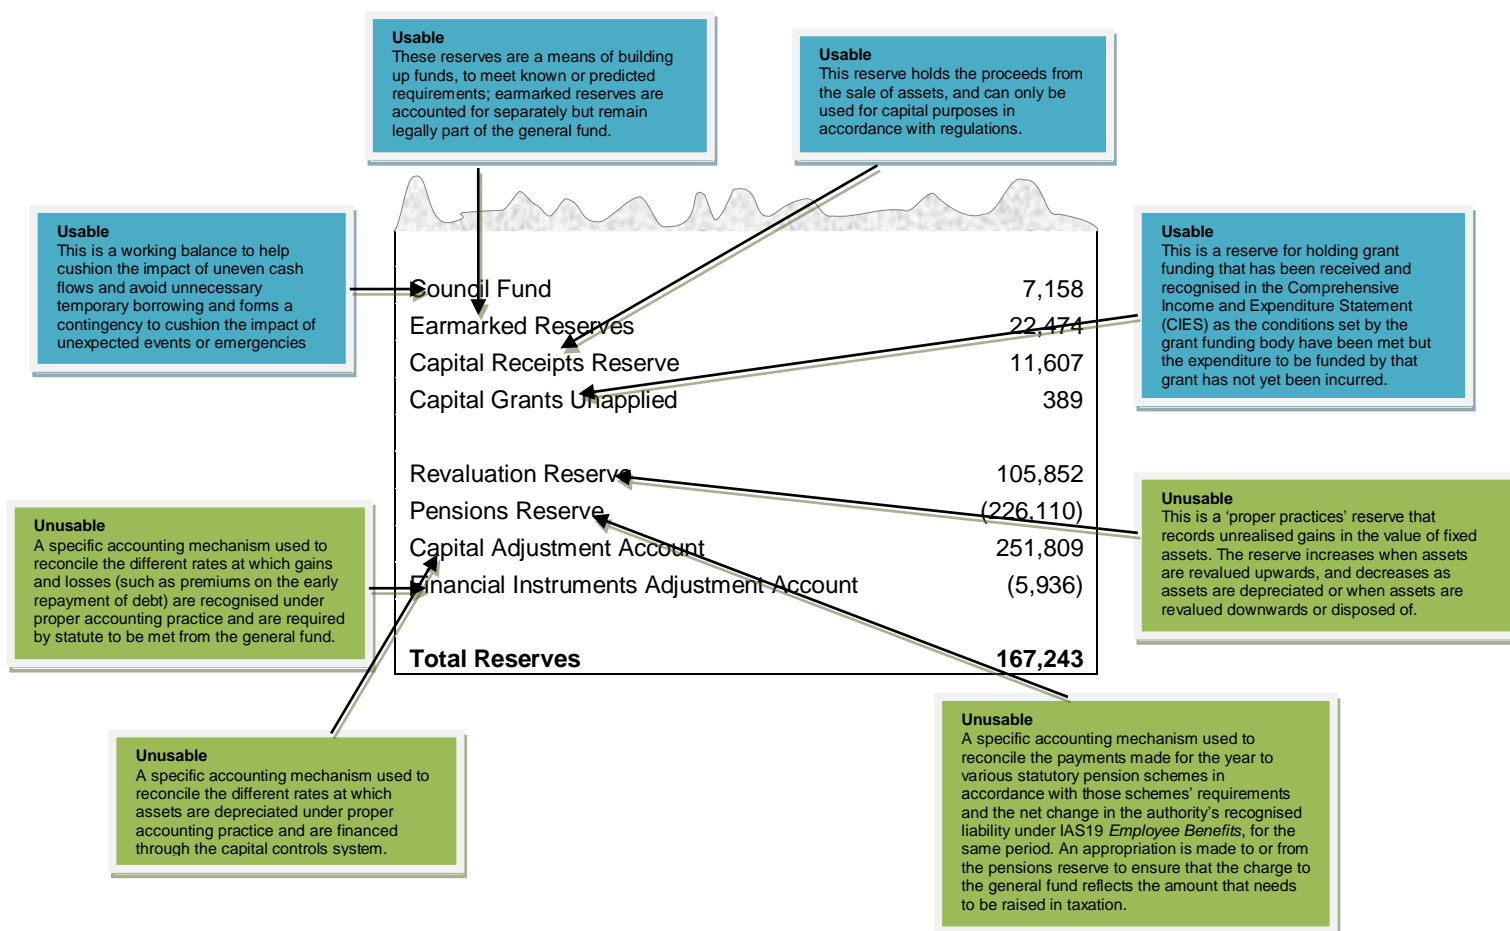 Usable
These reserves are a means of building
up funds, to meet known or predicted
requirements; earmarked reserves are
accounted for separately but remain
legally part of the general fund.
Usable
This reserve holds the proceeds from
the sale of assets, and can only be
used for capital purposes in
accordance with regulations.
Usable
This is a working balance to help
cushion the impact of uneven cash
flows and avoid unnecessary
temporary borrowing and forms a
contingency to cushion the impact of
unexpected events or emergencies
Usable
This is a reserve for holding grant
funding that has been received and
recognised in the Comprehensive
Income and Expenditure Statement
(CIES) as the conditions set by the
grant funding body have been met but
the expenditure to be funded by that
grant has not yet been incurred.
Council Fund 7,158
Earmarked Reserves 22,474
Capital Receipts Reserve 11,607
Capital Grants Unapplied 389
Revaluation Reserve 105,852
Pensions Reserve (226,110)
Capital Adjustment Account 251,809
Financial Instruments Adjustment Account (5,936)
Total Reserves 167,243
Unusable
A specific accounting mechanism used to
reconcile the different rates at which gains
and losses (such as premiums on the early
repayment of debt) are recognised under
proper accounting practice and are required
by statute to be met from the general fund.
Unusable
This is a ‘proper practices’ reserve that
records unrealised gains in the value of fixed
assets. The reserve increases when assets
are revalued upwards, and decreases as
assets are depreciated or when assets are
revalued downwards or disposed of.
Unusable
A specific accounting mechanism used to
reconcile the different rates at which
assets are depreciated under proper
accounting practice and are financed
through the capital controls system.
Unusable
A specific accounting mechanism used to
reconcile the payments made for the year to
various statutory pension schemes in
accordance with those schemes’ requirements
and the net change in the authority’s recognised
liability under IAS19 Employee Benefits, for the
same period. An appropriation is made to or from
the pensions reserve to ensure that the charge to
the general fund reflects the amount that needs
to be raised in taxation.